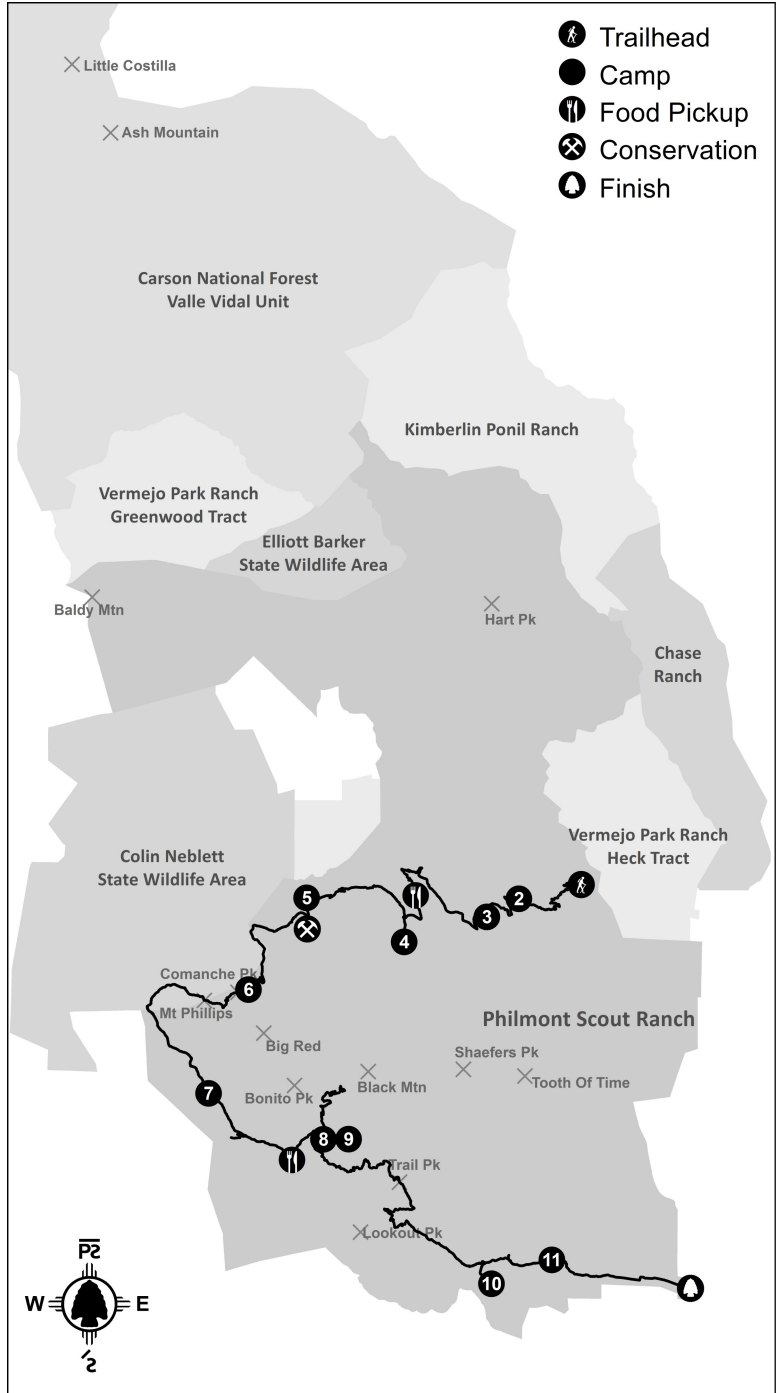 Trailhead
Camp
Food Pickup
Conservation
Finish
Little Costilla
Ash Mountain
Carson National Forest
Valle Vidal Unit
Kimberlin Ponil Ranch
Vermejo Park Ranch
Greenwood Tract
Elliott Barker
State Wildlife Area
Baldy Mtn
Hart Pk
Chase
Ranch
Vermejo Park Ranch
Heck Tract
Colin Neblett
State Wildlife Area
5
2
3
4
Comanche Pk
6
Mt Phillips
Philmont Scout Ranch
Big Red
Shaefers Pk
Black Mtn
Tooth Of Time
Bonito Pk
7
8
9
Trail Pk
Lookout Pk
11
10
W
E